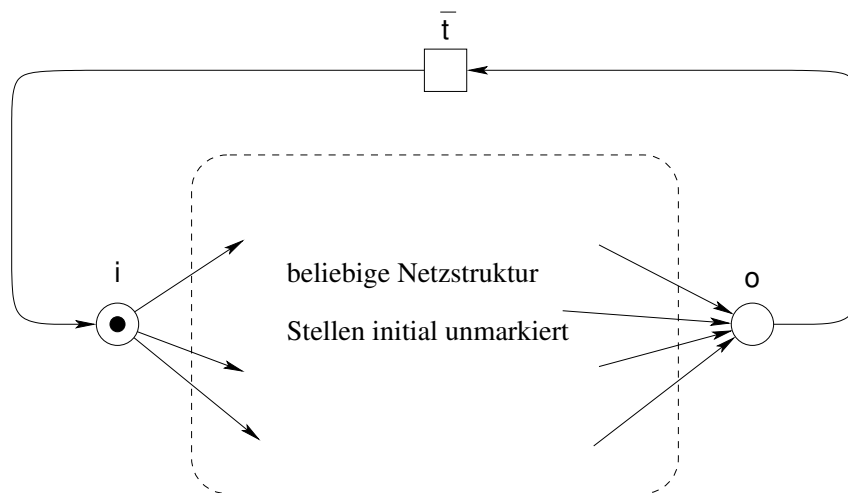 t̅
i
beliebige Netzstruktur
o
Stellen initial unmarkiert